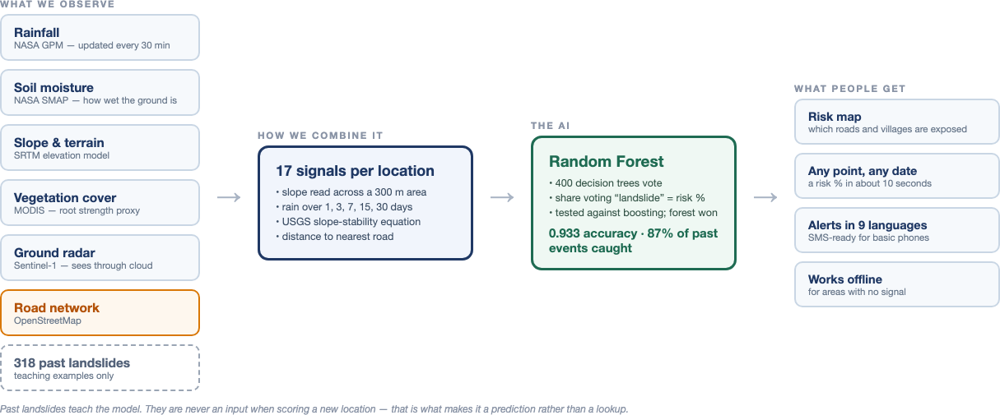 WHAT WE OBSERVE
Rainfall
NASA GPM — updated every 30 min
Soil moisture
NASA SMAP — how wet the ground is
Slope & terrain
SRTM elevation model
Vegetation cover
MODIS — root strength proxy
Ground radar
Sentinel-1 — sees through cloud
Road network
OpenStreetMap
318 past landslides
teaching examples only
HOW WE COMBINE IT
17 signals per location
• slope read across a 300 m area
• rain over 1, 3, 7, 15, 30 days
• USGS slope-stability equation
• distance to nearest road
THE AI
Random Forest
• 400 decision trees vote
• share voting “landslide” = risk %
• tested against boosting; forest won
0.933 accuracy · 87% of past
events caught
WHAT PEOPLE GET
Risk map
which roads and villages are exposed
Any point, any date
a risk % in about 10 seconds
Alerts in 9 languages
SMS-ready for basic phones
Works offline
for areas with no signal
Past landslides teach the model. They are never an input when scoring a new location — that is what makes it a prediction rather than a lookup.